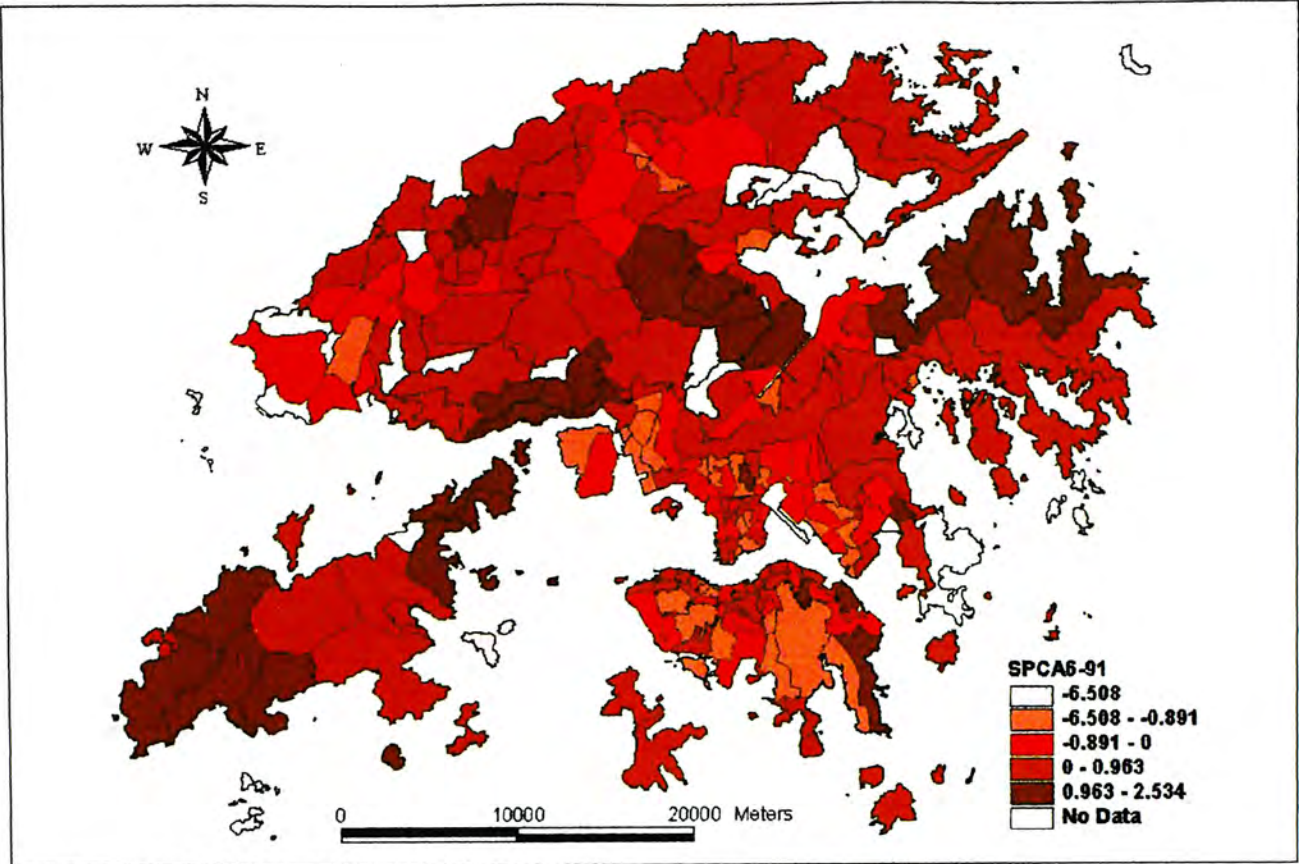 N
W E
S
SPCA6-91
-6.508
-6.508 - -0.891
-0.891 - 0
0 - 0.963
0.963 - 2.534
No Data
0 10000 20000 Meters